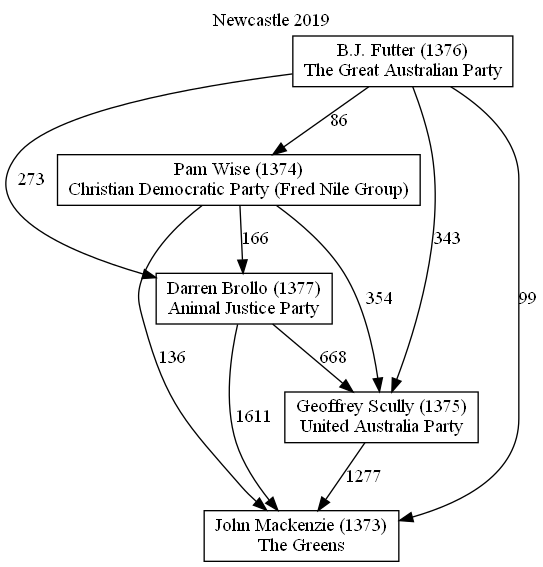 Newcastle 2019
B.J. Futter (1376)
The Great Australian Party
86
Pam Wise (1374)
Christian Democratic Party (Fred Nile Group)
273
166
343
Darren Brollo (1377)
Animal Justice Party
354
99
136
668
Geoffrey Scully (1375)
United Australia Party
1611
1277
John Mackenzie (1373)
The Greens